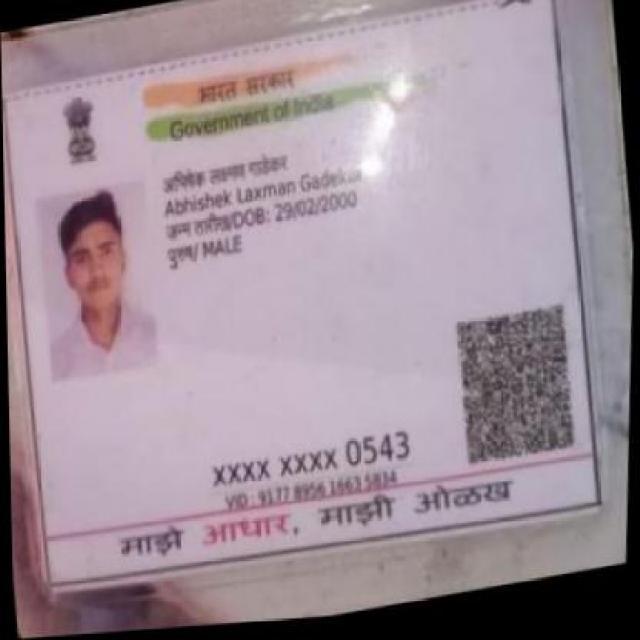 भारत सरकार
Government of India
अभिषेक लक्ष्मण गाडेकर
Abhishek Laxman Gadekar
जन्म तारीख/DOB: 29/02/2000
पुरुष/ MALE
XXXX XXXX 0543
VID : 9177 8956 1663 5834
माझे आधार, माझी ओळख